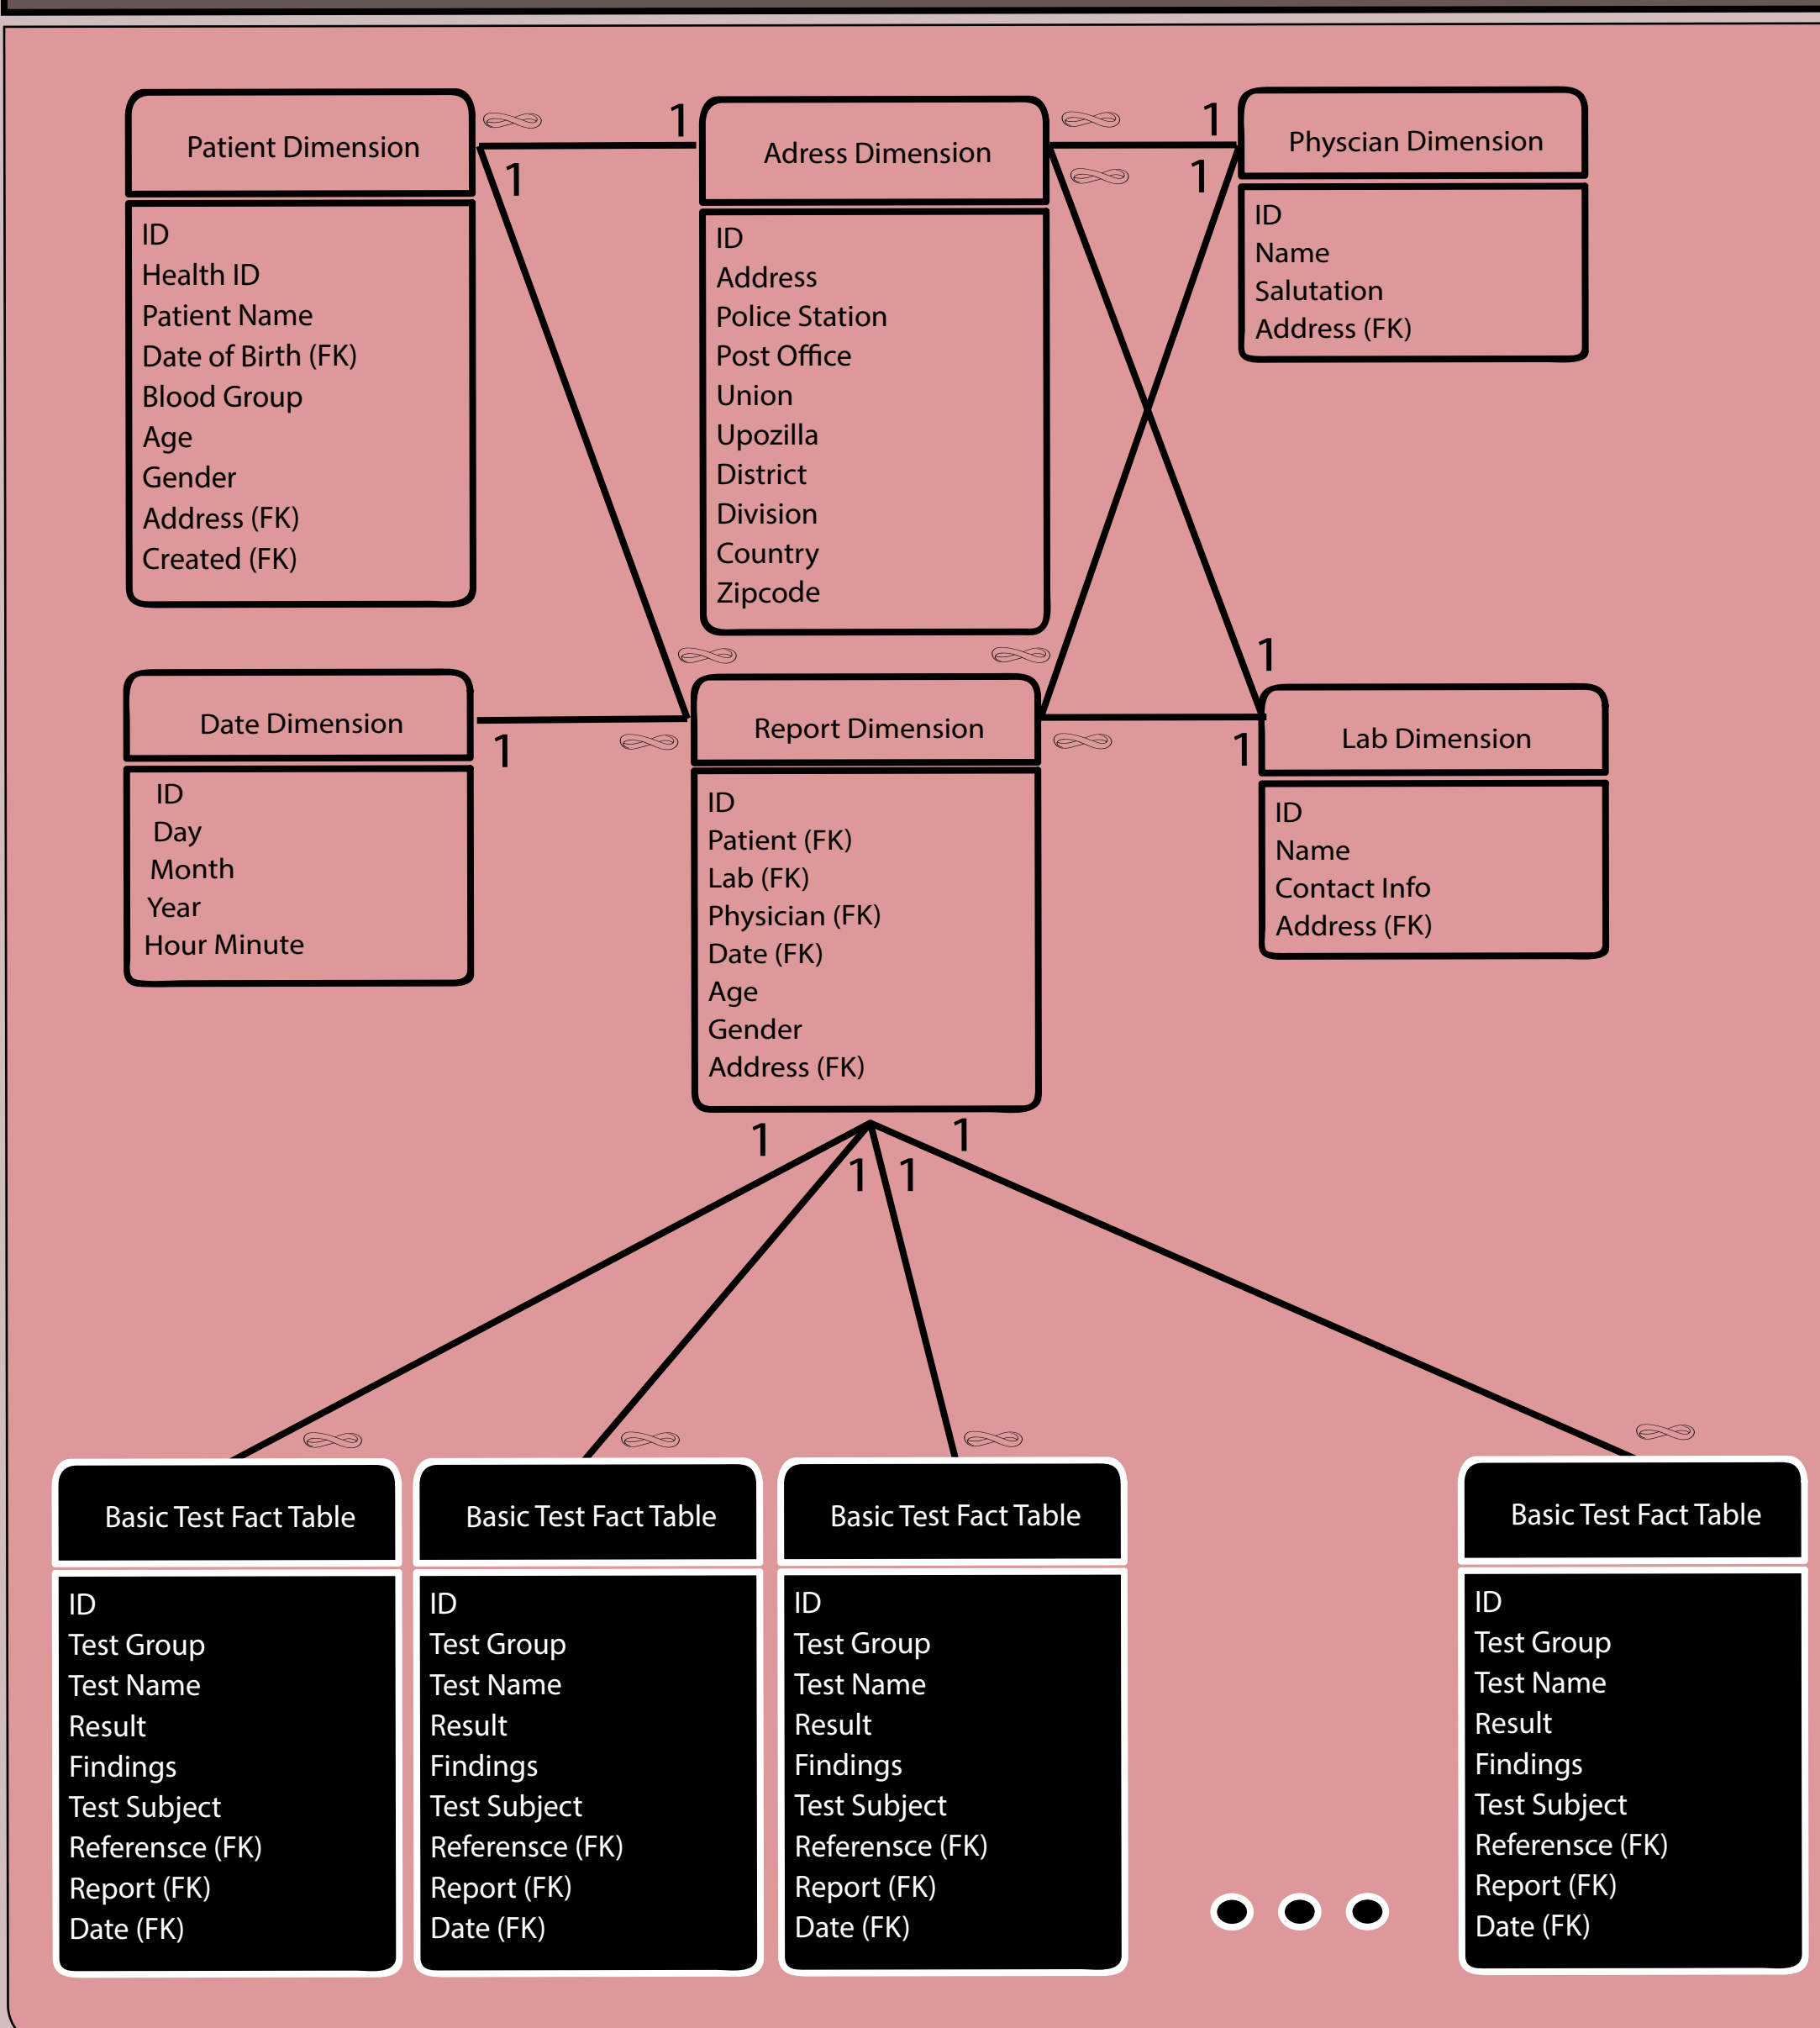 Patient Dimension
ID
Health ID
Patient Name
Date of Birth (FK)
Blood Group
Age
Gender
Address (FK)
Created (FK)
∞
1
1
Adress Dimension
ID
Address
Police Station
Post Office
Union
Upozilla
District
Division
Country
Zipcode
∞
1
∞
1
Physcian Dimension
ID
Name
Salutation
Address (FK)
∞
∞
1
Date Dimension
ID
Day
Month
Year
Hour Minute
1
∞
Report Dimension
ID
Patient (FK)
Lab (FK)
Physician (FK)
Date (FK)
Age
Gender
Address (FK)
∞
1
Lab Dimension
ID
Name
Contact Info
Address (FK)
1
1
1
1
∞
∞
∞
∞
Basic Test Fact Table
ID
Test Group
Test Name
Result
Findings
Test Subject
Referensce (FK)
Report (FK)
Date (FK)
Basic Test Fact Table
ID
Test Group
Test Name
Result
Findings
Test Subject
Referensce (FK)
Report (FK)
Date (FK)
Basic Test Fact Table
ID
Test Group
Test Name
Result
Findings
Test Subject
Referensce (FK)
Report (FK)
Date (FK)
Basic Test Fact Table
ID
Test Group
Test Name
Result
Findings
Test Subject
Referensce (FK)
Report (FK)
Date (FK)